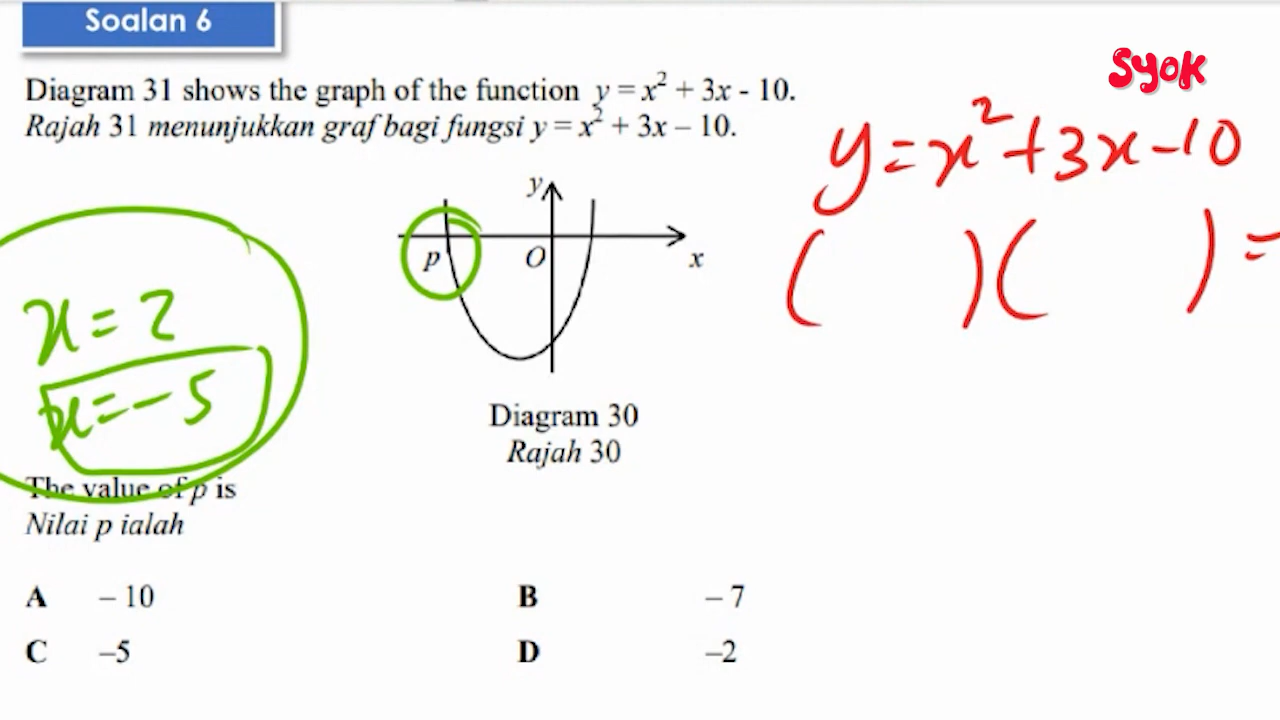 Soalan 6
Syok
Diagram 31 shows the graph of the function y = x² + 3x - 10.
Rajah 31 menunjukkan graf bagi fungsi y = x² + 3x – 10.
y = x² + 3x - 10
( ) ( ) =
y
p
O
x
x = 2
x = -5
Diagram 30
Rajah 30
The value of p is
Nilai p ialah
A – 10
B – 7
C –5
D –2